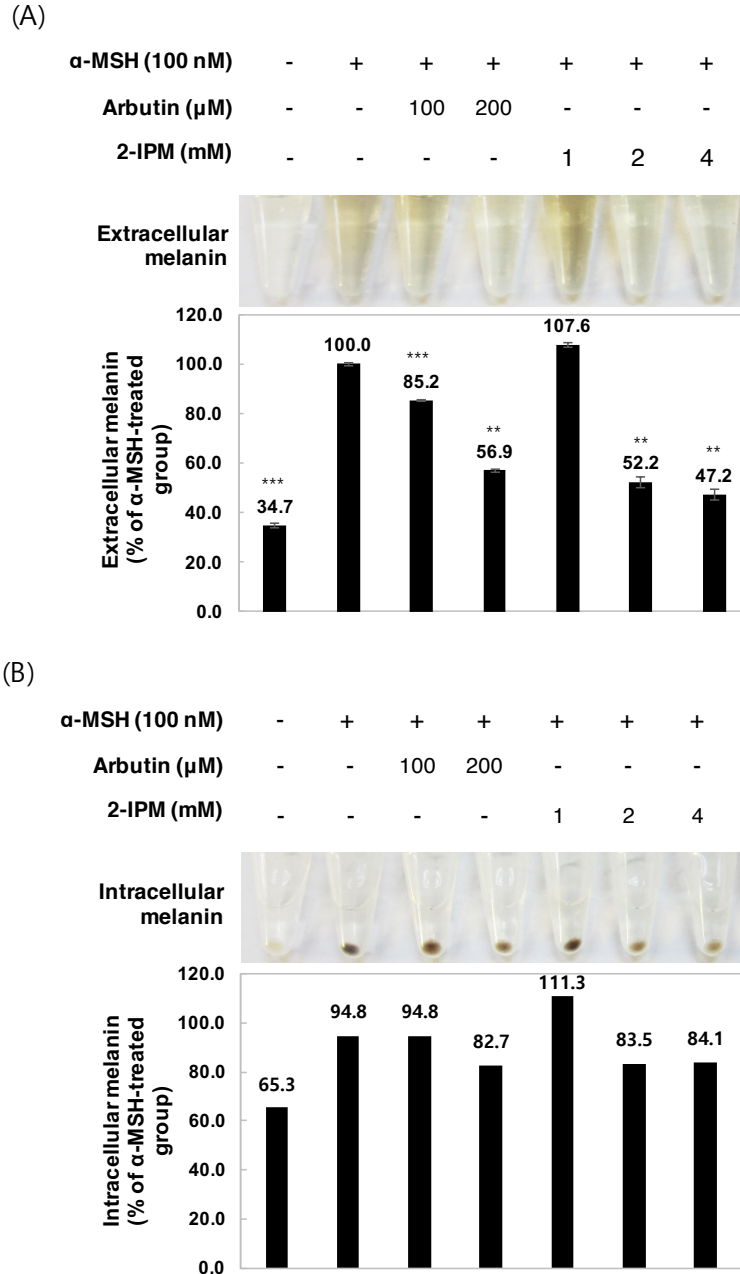 (A)
α-MSH (100 nM) - + + + + + +
Arbutin (µM) - - 100 200 - - -
2-IPM (mM) - - - - 1 2 4
Extracellular
melanin
Extracellular melanin
(% of α-MSH-treated
group)
120.0
100.0
80.0
60.0
40.0
20.0
0.0
***
34.7
100.0
***
85.2
**
56.9
107.6
**
52.2
**
47.2
(B)
α-MSH (100 nM) - + + + + + +
Arbutin (µM) - - 100 200 - - -
2-IPM (mM) - - - - 1 2 4
Intracellular
melanin
Intracellular melanin
(% of α-MSH-treated
group)
120.0
100.0
80.0
60.0
40.0
20.0
0.0
65.3
94.8
94.8
82.7
111.3
83.5
84.1